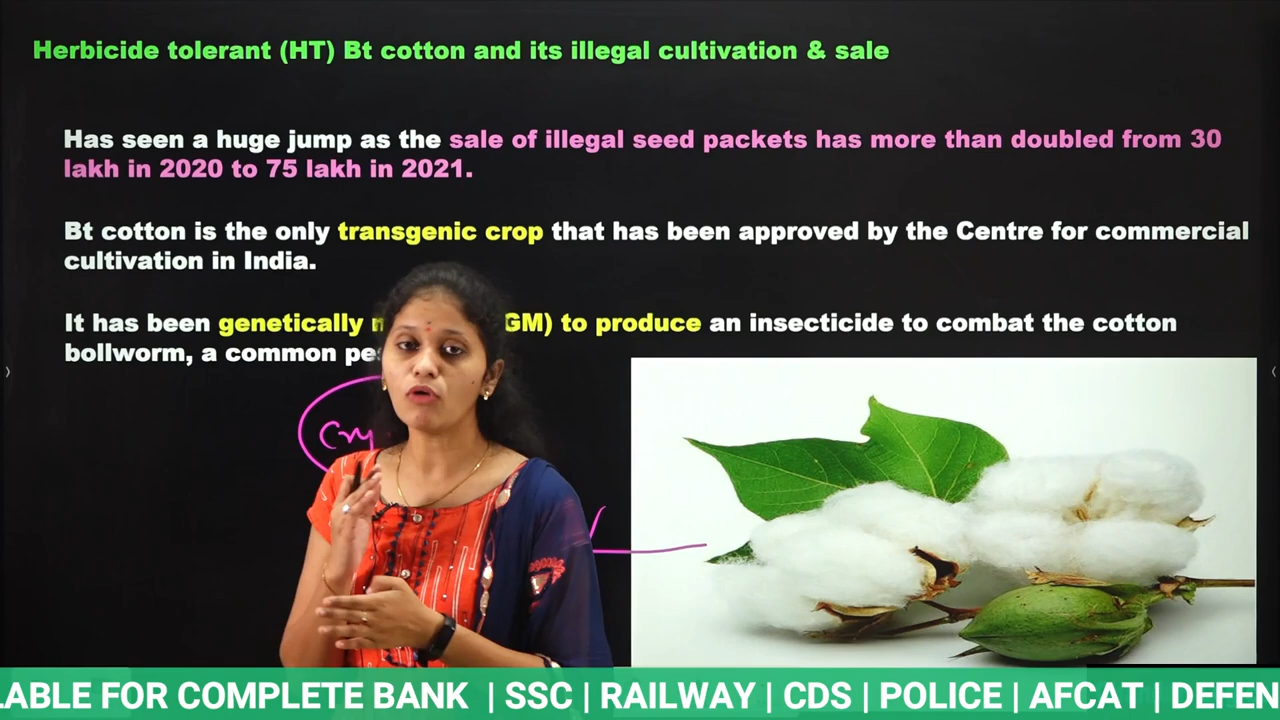 Herbicide tolerant (HT) Bt cotton and its illegal cultivation & sale
Has seen a huge jump as the sale of illegal seed packets has more than doubled from 30
lakh in 2020 to 75 lakh in 2021.
Bt cotton is the only transgenic crop that has been approved by the Centre for commercial
cultivation in India.
It has been genetically GM) to produce an insecticide to combat the cotton
bollworm, a common
LABLE FOR COMPLETE BANK | SSC | RAILWAY | CDS | POLICE | AFCAT | DEFEN